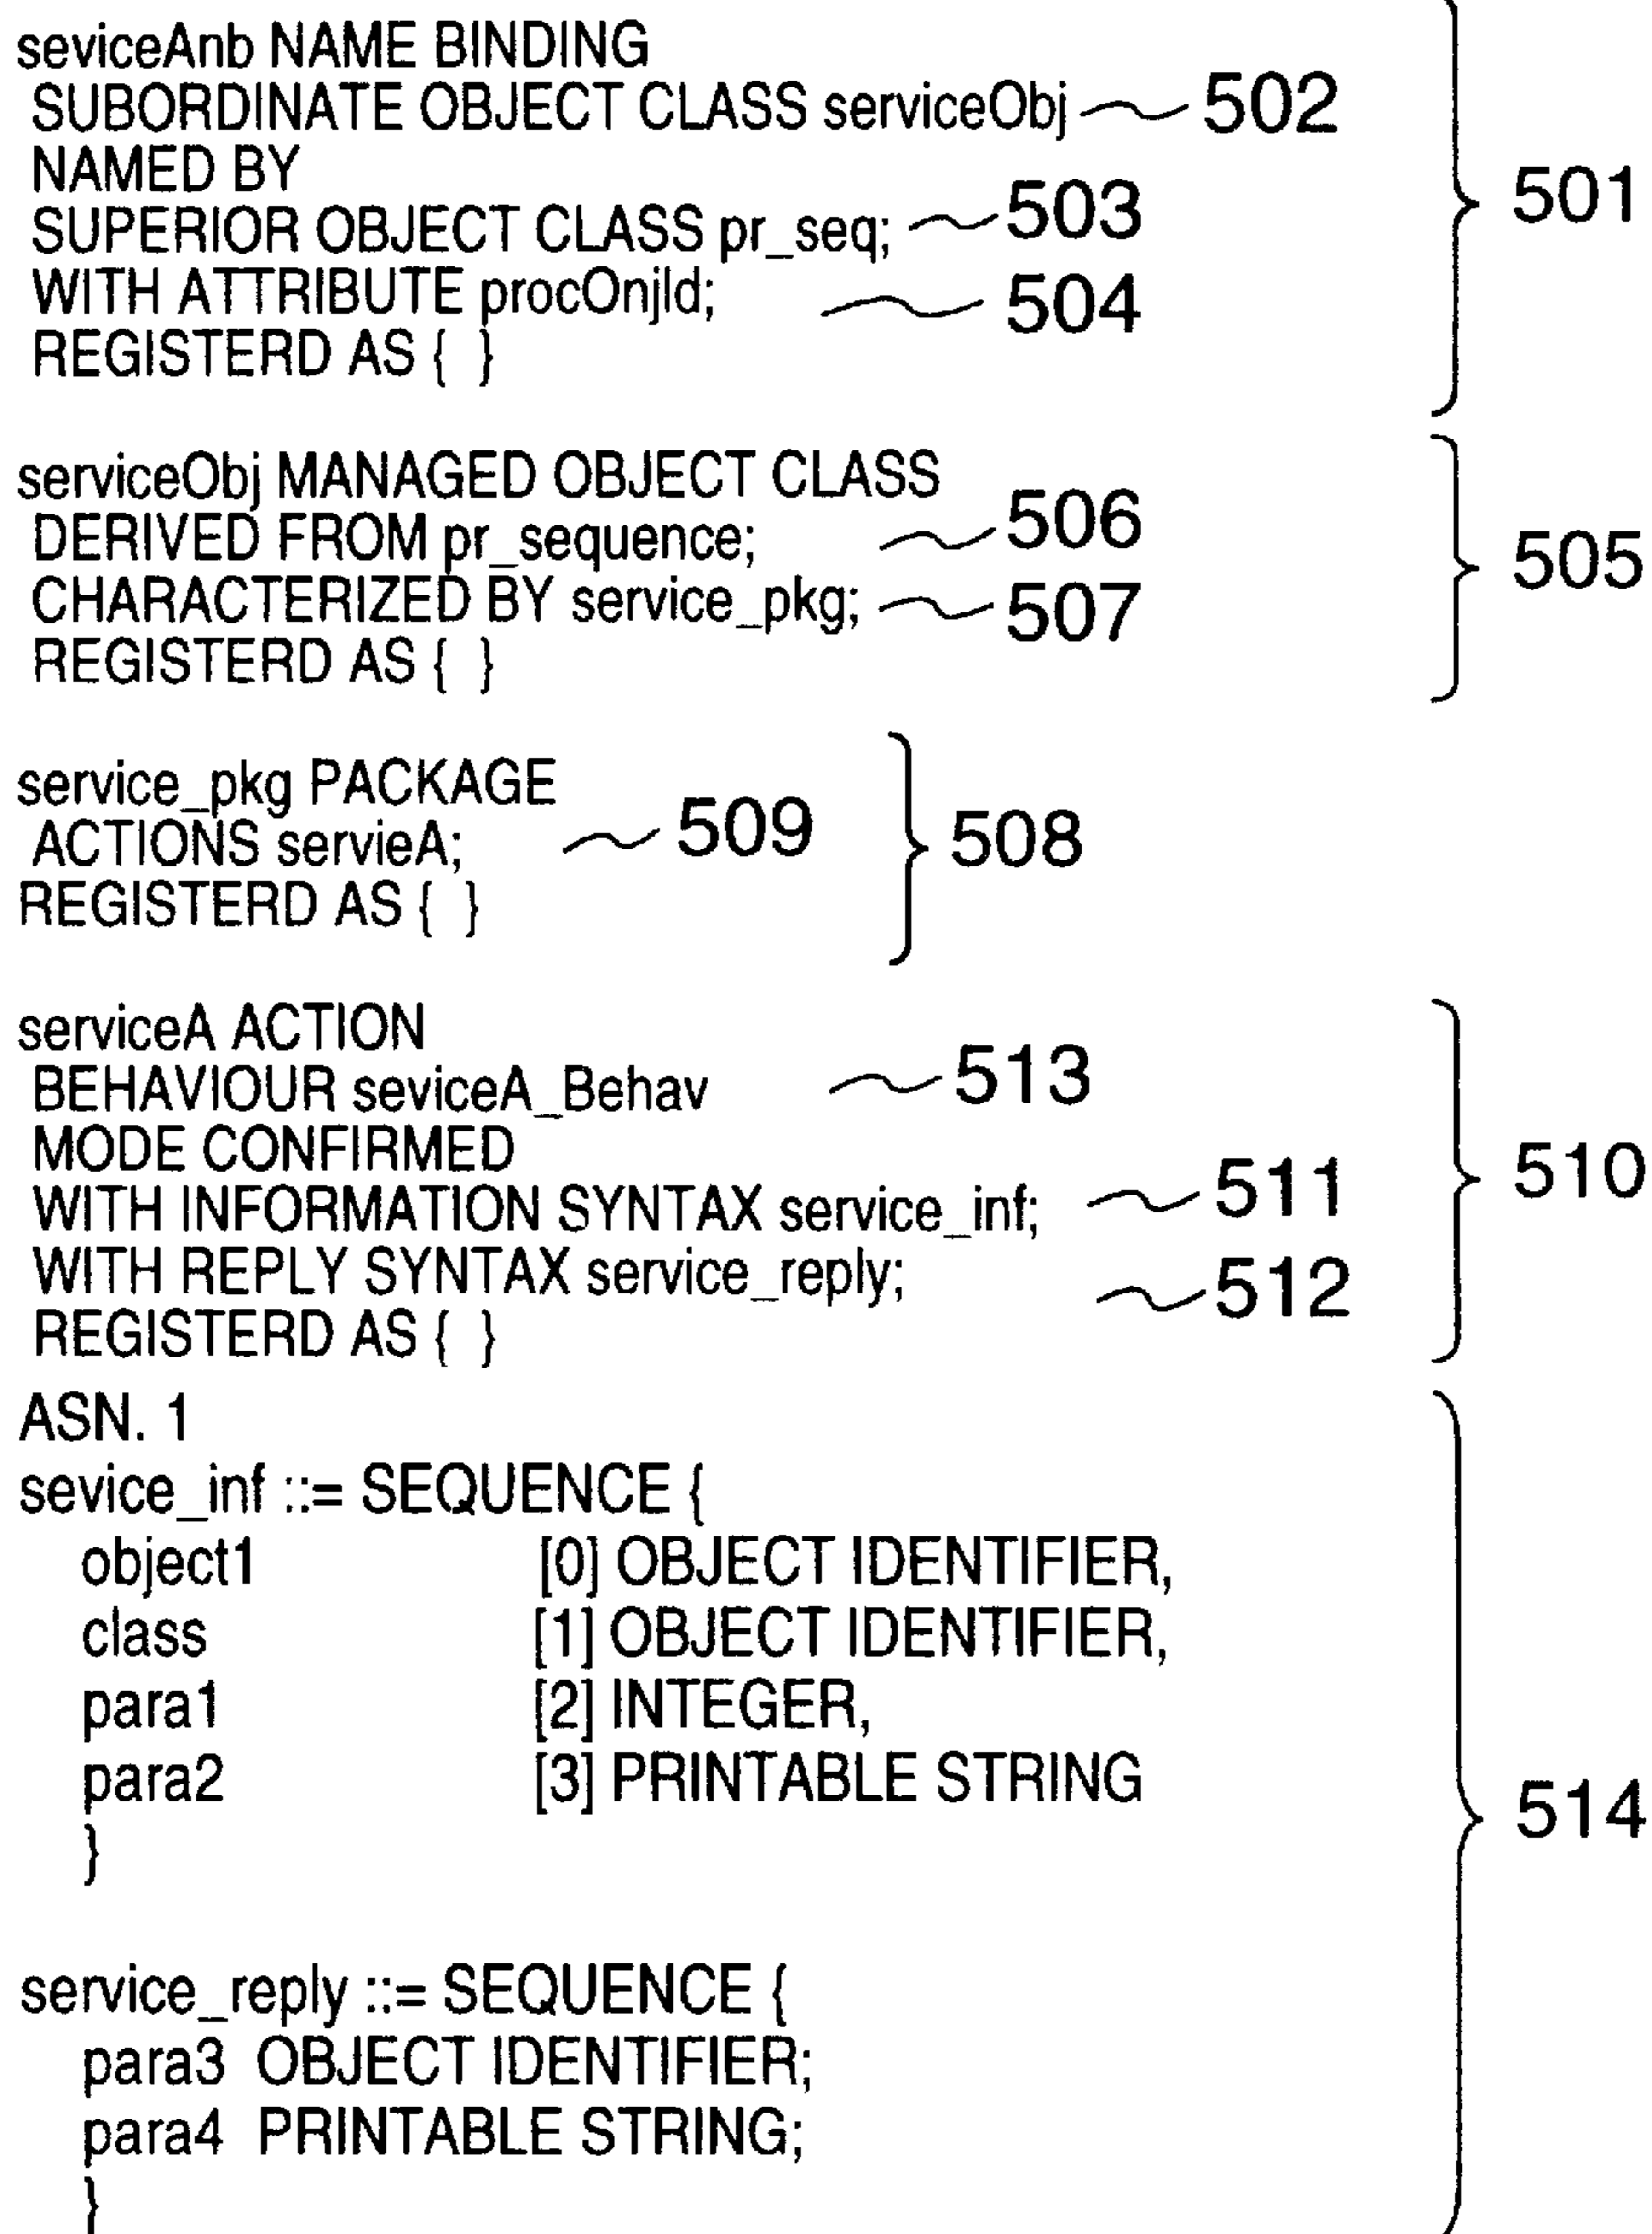 seviceAnb NAME BINDING
SUBORDINATE OBJECT CLASS serviceObj 502
NAMED BY
SUPERIOR OBJECT CLASS pr_seq; 503
501
WITH ATTRIBUTE procOnjId; 504
REGISTERD AS { }
serviceObj MANAGED OBJECT CLASS
DERIVED FROM pr_sequence; 506
505
CHARACTERIZED BY service_pkg; 507
REGISTERD AS { }
service_pkg PACKAGE
ACTIONS servieA; 509 508
REGISTERD AS { }
serviceA ACTION
BEHAVIOUR seviceA_Behav 513
MODE CONFIRMED
510
WITH INFORMATION SYNTAX service_inf; 511
WITH REPLY SYNTAX service_reply; 512
REGISTERD AS { }
ASN. 1
sevice_inf ::= SEQUENCE {
object1 [0] OBJECT IDENTIFIER,
class [1] OBJECT IDENTIFIER,
para1 [2] INTEGER,
para2 [3] PRINTABLE STRING
514
}
service_reply ::= SEQUENCE {
para3 OBJECT IDENTIFIER;
para4 PRINTABLE STRING;
}